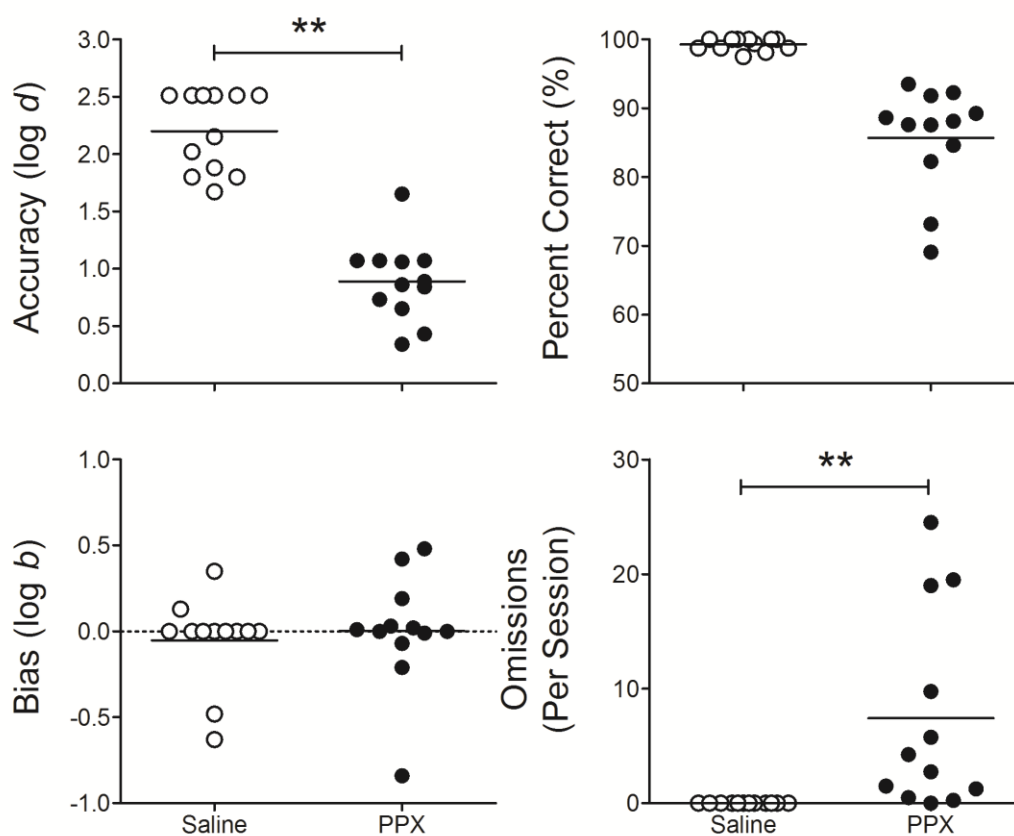 **
3.0
2.5
2.0
1.5
1.0
0.5
0.0
Accuracy (log d)
100
90
80
70
60
50
Percent Correct (%)
1.0
0.5
0.0
-0.5
-1.0
Bias (log b)
Saline
PPX
**
30
20
10
0
Omissions
(Per Session)
Saline
PPX